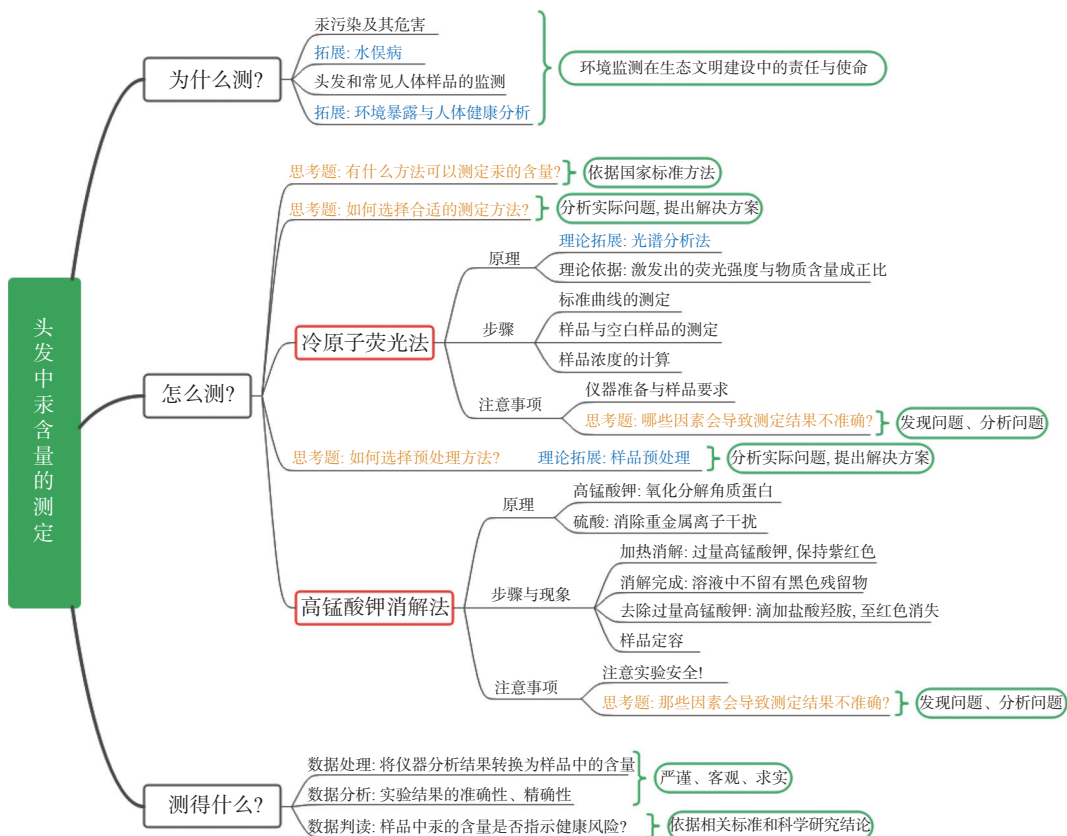 头发中汞含量的测定
为什么测?
汞污染及其危害
拓展: 水俣病
头发和常见人体样品的监测
拓展: 环境暴露与人体健康分析
环境监测在生态文明建设中的责任与使命
怎么测?
思考题: 有什么方法可以测定汞的含量?
依据国家标准方法
思考题: 如何选择合适的测定方法?
分析实际问题, 提出解决方案
冷原子荧光法
原理
理论拓展: 光谱分析法
理论依据: 激发出的荧光强度与物质含量成正比
步骤
标准曲线的测定
样品与空白样品的测定
样品浓度的计算
注意事项
仪器准备与样品要求
思考题: 哪些因素会导致测定结果不准确?
发现问题、分析问题
思考题: 如何选择预处理方法?
理论拓展: 样品预处理
分析实际问题, 提出解决方案
高锰酸钾消解法
原理
高锰酸钾: 氧化分解角质蛋白
硫酸: 消除重金属离子干扰
步骤与现象
加热消解: 过量高锰酸钾, 保持紫红色
消解完成: 溶液中不留有黑色残留物
去除过量高锰酸钾: 滴加盐酸羟胺, 至红色消失
样品定容
注意事项
注意实验安全!
思考题: 那些因素会导致测定结果不准确?
发现问题、分析问题
测得什么?
数据处理: 将仪器分析结果转换为样品中的含量
数据分析: 实验结果的准确性、精确性
严谨、客观、求实
数据判读: 样品中汞的含量是否指示健康风险?
依据相关标准和科学研究结论